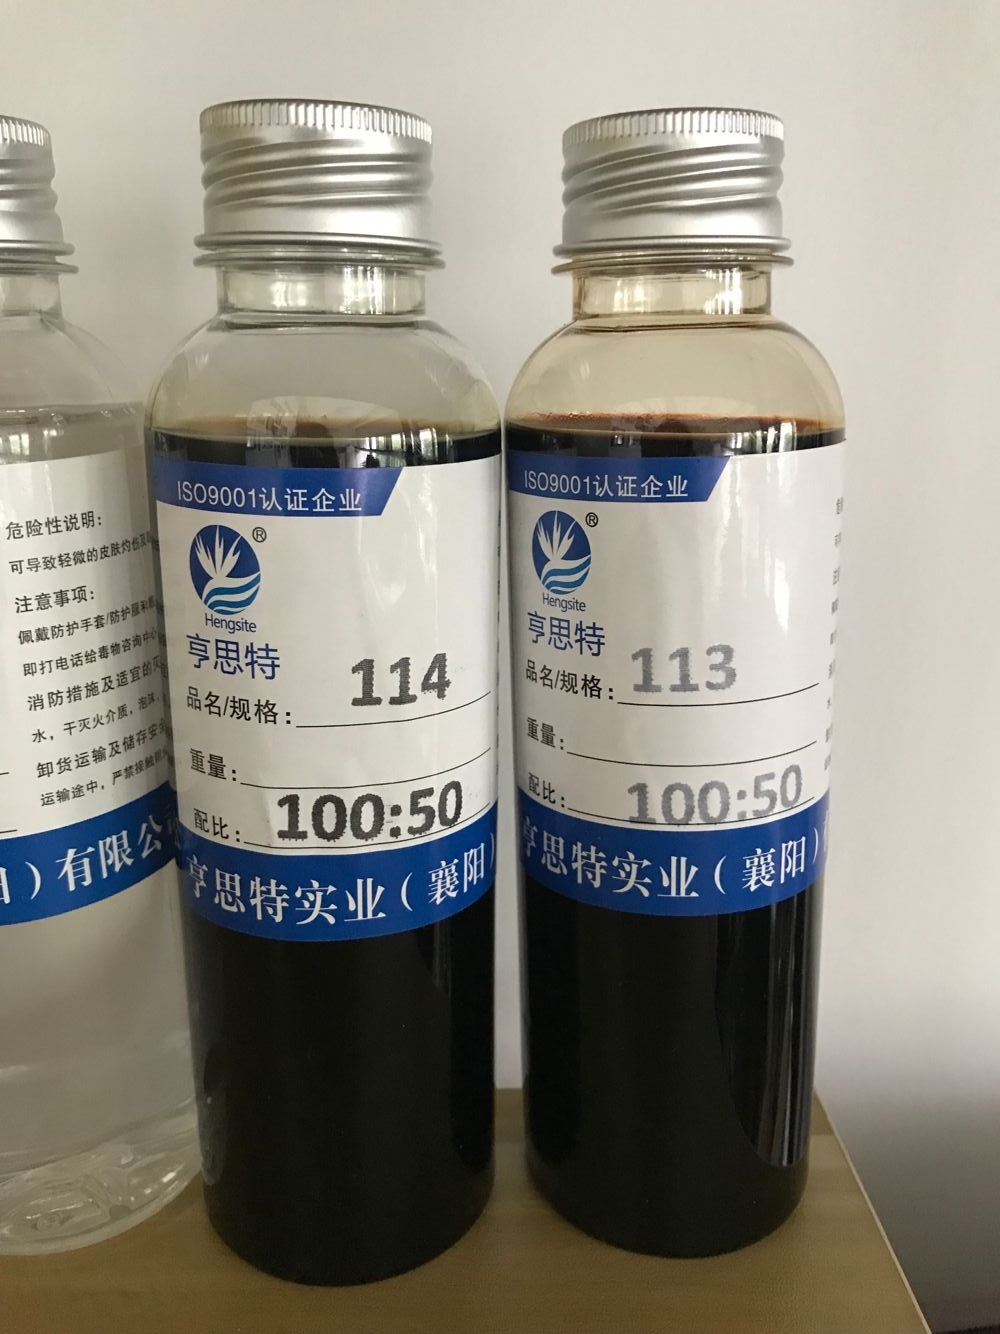 危险性说明:
可导致轻微的皮肤灼伤及
注意事项:
佩戴防护手套/防护服
即打电话给毒物咨询中心
消防措施及适宜的灭
水，干灭火介质，泡沫，
卸货运输及储存安全
运输途中，严禁接触
）有限公
ISO9001认证企业
®
Hengsite
亨思特
品名/规格: 114
重量:
配比: 100:50
亨思特实业（襄阳）
ISO9001认证企业
®
Hengsite
亨思特
品名/规格: 113
重量:
配比: 100:50
亨思特实业（襄阳）